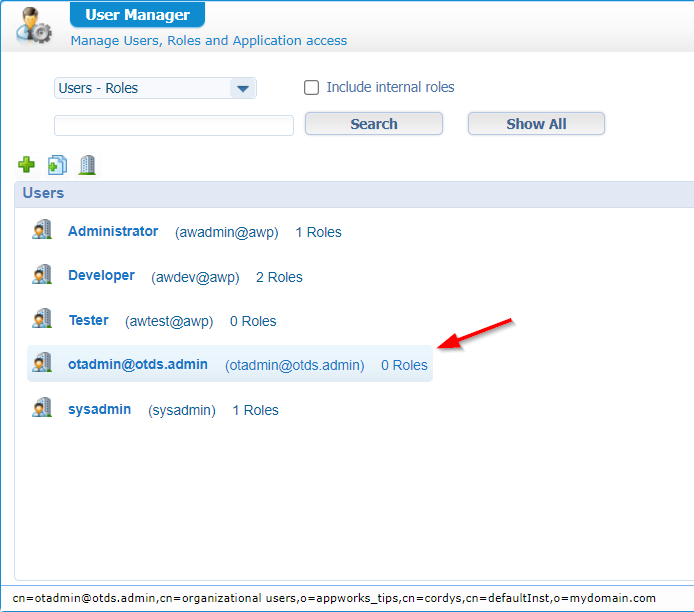 User Manager
Manage Users, Roles and Application access
Users - Roles
Include internal roles
Search
Show All
Users
Administrator (awadmin@awp) 1 Roles
Developer (awdev@awp) 2 Roles
Tester (awtest@awp) 0 Roles
otadmin@otds.admin (otadmin@otds.admin) 0 Roles
sysadmin (sysadmin) 1 Roles
cn=otadmin@otds.admin,cn=organizational users,o=appworks_tips,cn=cordys,cn=defaultInst,o=mydomain.com